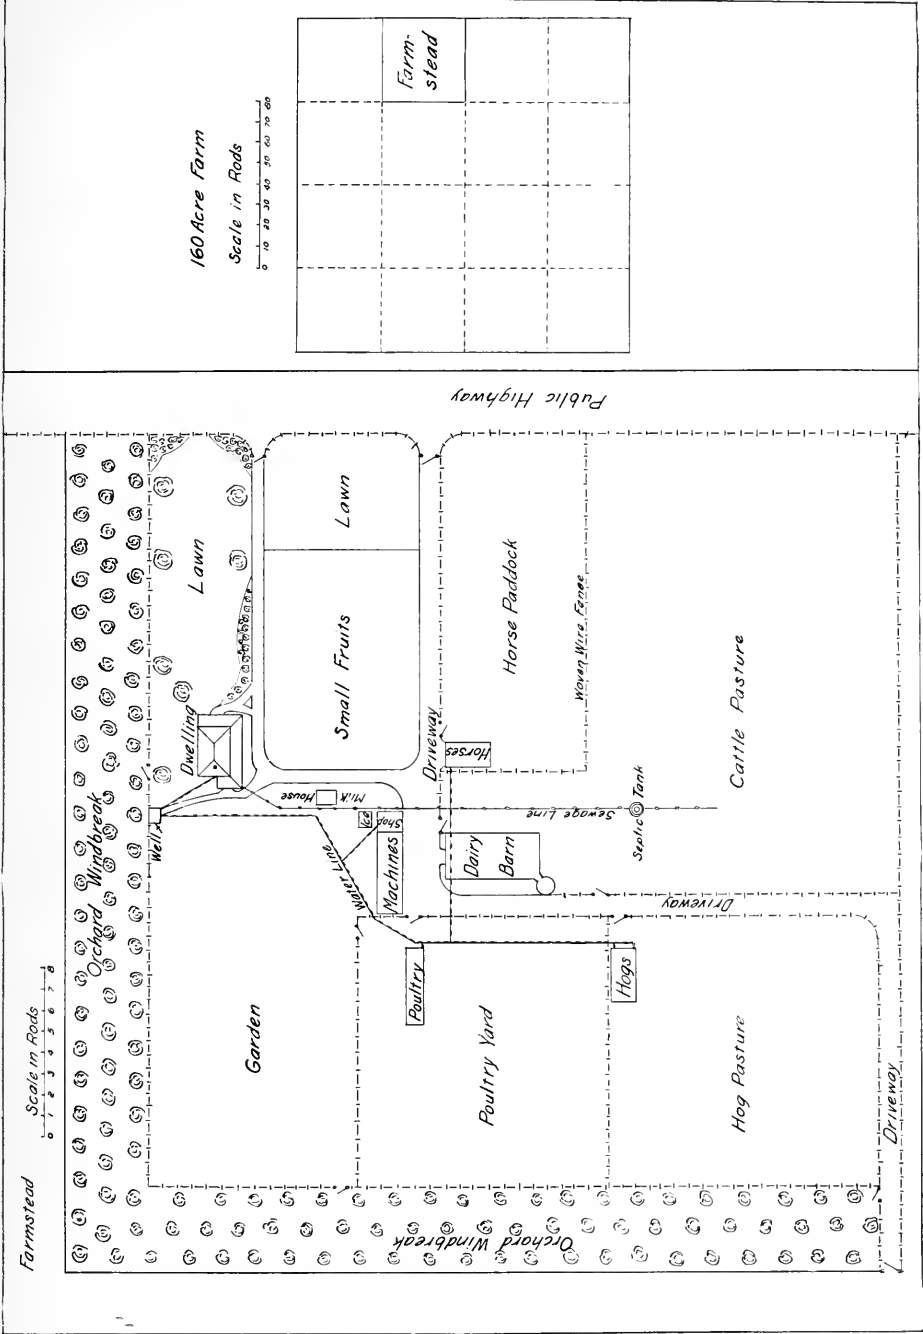 160 Acre Farm
Scale in Rods
0 10 20 30 40 50 60 70 80
Farm-
stead
Public Highway
Farmstead
Scale in Rods
0 1 2 3 4 5 6 7 8
Orchard Windbreak
Lawn
Lawn
Small Fruits
Dwelling
Well
Milk
House
Ice
Shop
Machines
Water Line
Driveway
Horses
Horse Paddock
Woven Wire Fence
Dairy
Barn
Sewage Line
Septic Tank
Cattle Pasture
Driveway
Garden
Poultry
Poultry Yard
Hogs
Hog Pasture
Driveway
Orchard Windbreak